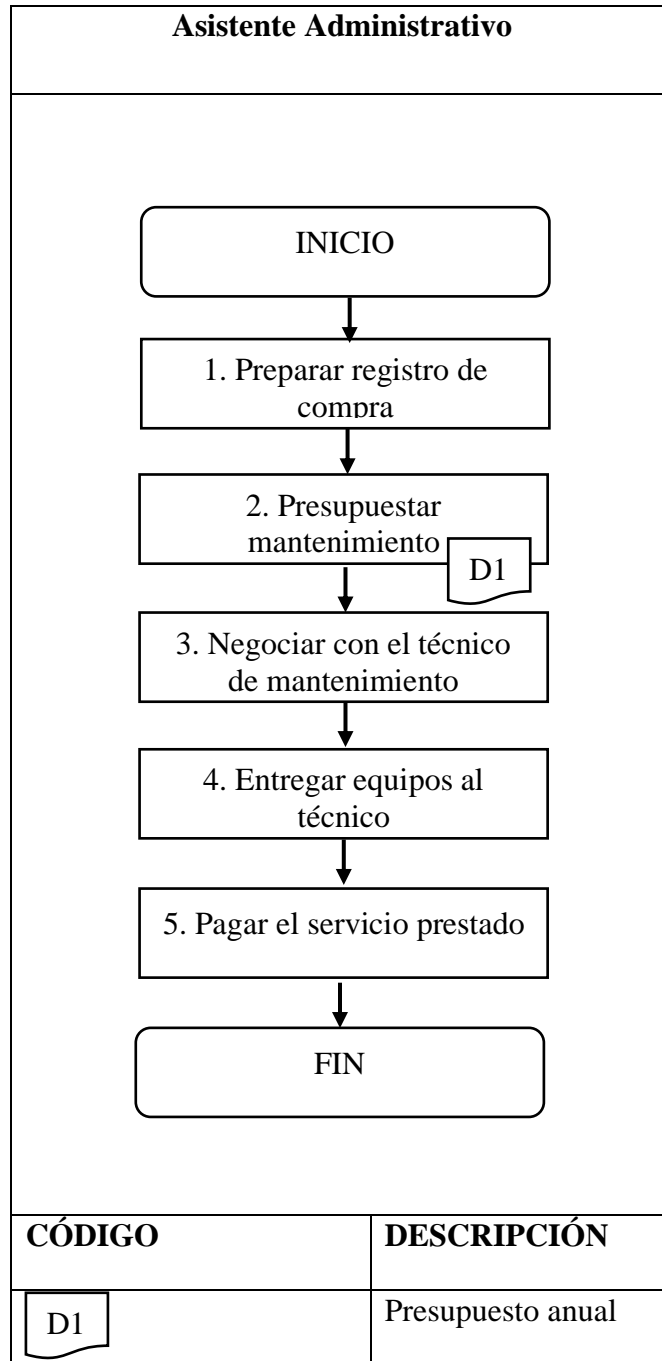 Asistente Administrativo
INICIO
1. Preparar registro de
compra
2. Presupuestar
mantenimiento
D1
3. Negociar con el técnico
de mantenimiento
4. Entregar equipos al
técnico
5. Pagar el servicio prestado
FIN
CÓDIGO
DESCRIPCIÓN
D1
Presupuesto anual